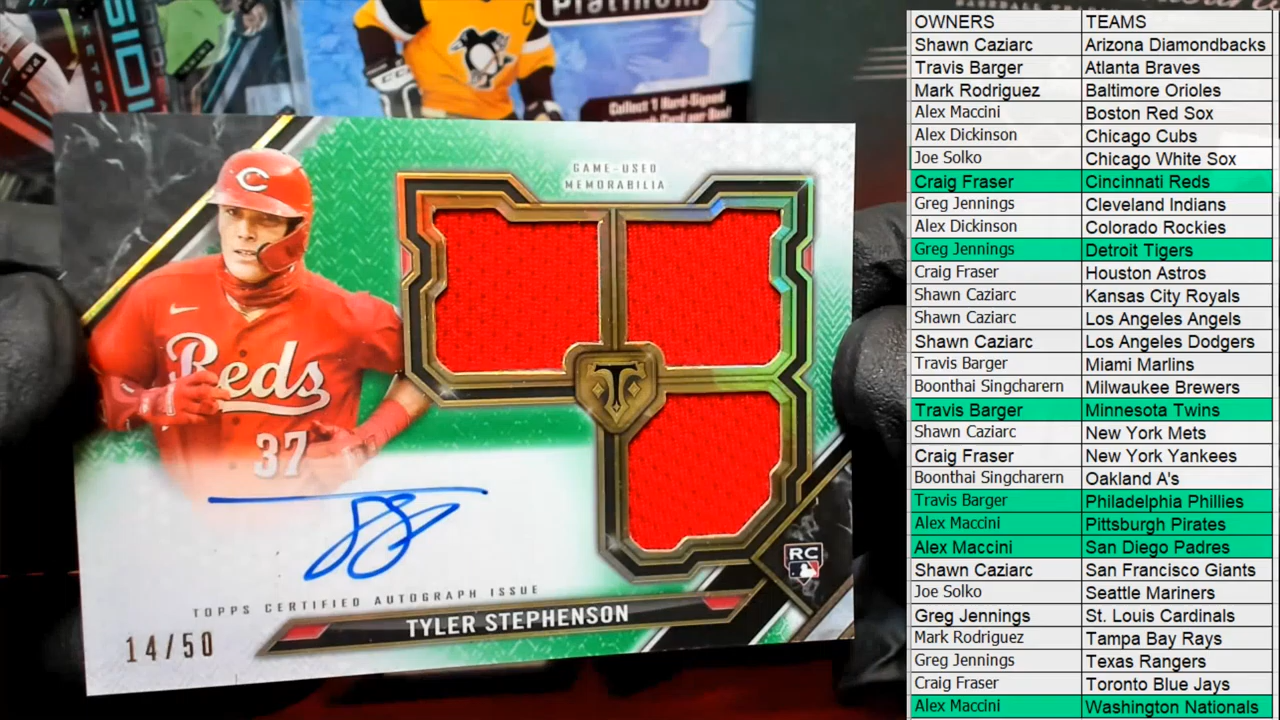 Platinum
Collect 1 Hard-Signed
GAME-USED
MEMORABILIA
C
Reds
37
TOPPS CERTIFIED AUTOGRAPH ISSUE
TYLER STEPHENSON
14/50
RC
OWNERS TEAMS
Shawn Caziarc Arizona Diamondbacks
Travis Barger Atlanta Braves
Mark Rodriguez Baltimore Orioles
Alex Maccini Boston Red Sox
Alex Dickinson Chicago Cubs
Joe Solko Chicago White Sox
Craig Fraser Cincinnati Reds
Greg Jennings Cleveland Indians
Alex Dickinson Colorado Rockies
Greg Jennings Detroit Tigers
Craig Fraser Houston Astros
Shawn Caziarc Kansas City Royals
Shawn Caziarc Los Angeles Angels
Shawn Caziarc Los Angeles Dodgers
Travis Barger Miami Marlins
Boonthai Singcharern Milwaukee Brewers
Travis Barger Minnesota Twins
Shawn Caziarc New York Mets
Craig Fraser New York Yankees
Boonthai Singcharern Oakland A's
Travis Barger Philadelphia Phillies
Alex Maccini Pittsburgh Pirates
Alex Maccini San Diego Padres
Shawn Caziarc San Francisco Giants
Joe Solko Seattle Mariners
Greg Jennings St. Louis Cardinals
Mark Rodriguez Tampa Bay Rays
Greg Jennings Texas Rangers
Craig Fraser Toronto Blue Jays
Alex Maccini Washington Nationals